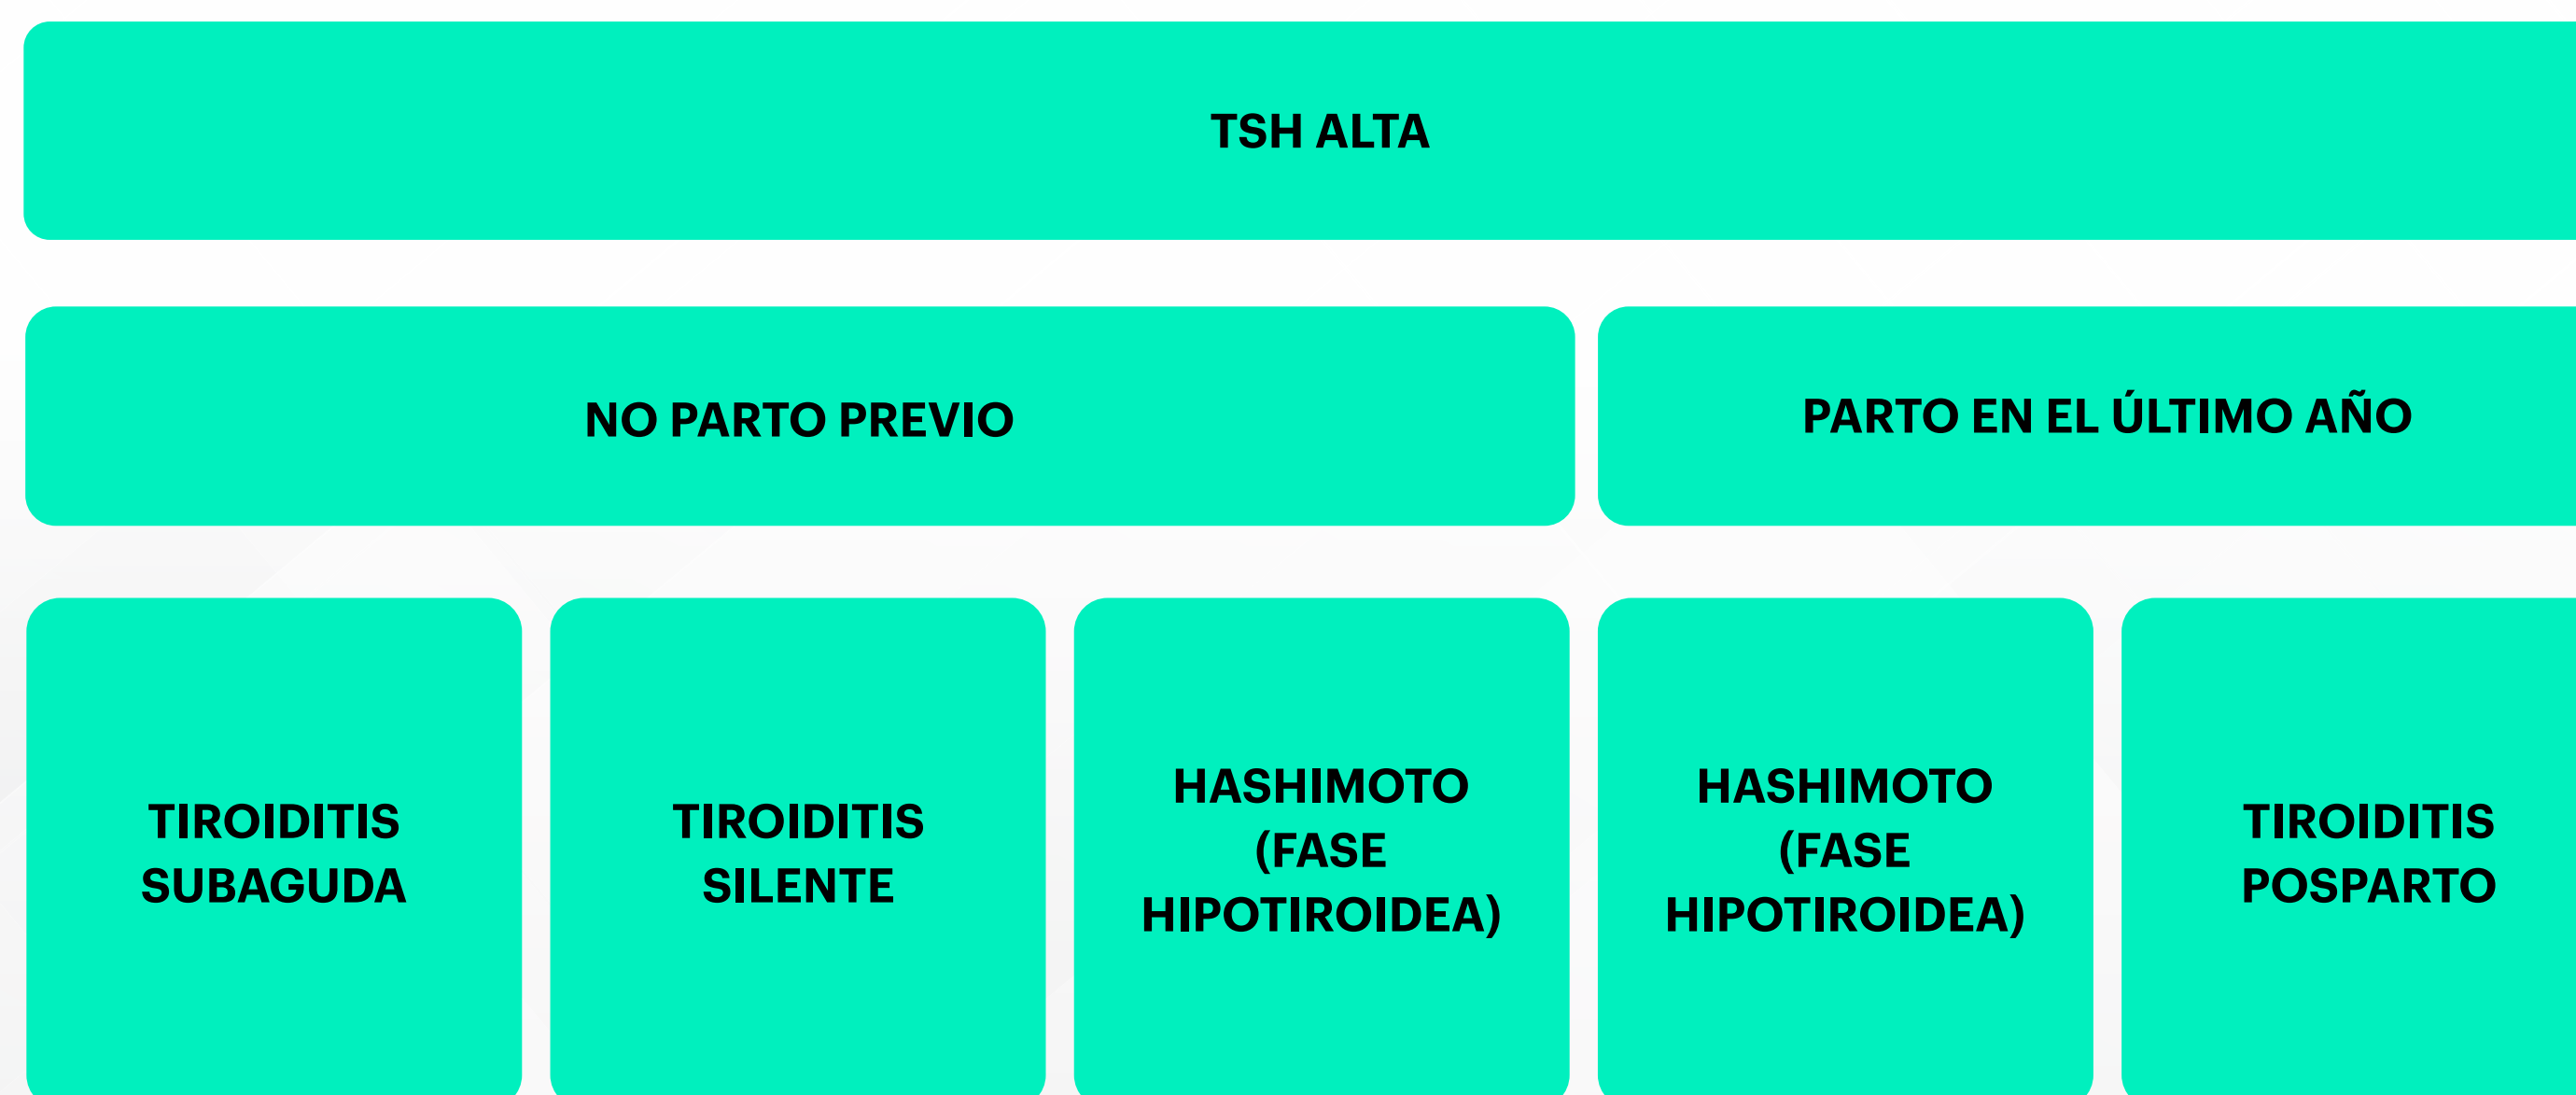 TSH ALTA
NO PARTO PREVIO
PARTO EN EL ÚLTIMO AÑO
TIROIDITIS
SUBAGUDA
TIROIDITIS
SILENTE
HASHIMOTO
(FASE
HIPOTIROIDEA)
HASHIMOTO
(FASE
HIPOTIROIDEA)
TIROIDITIS
POSPARTO